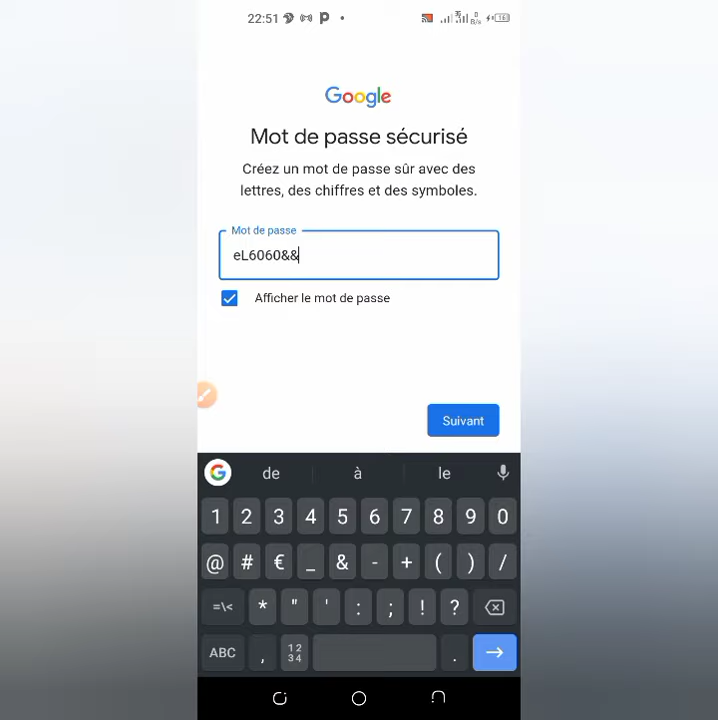 22:51
Google
Mot de passe sécurisé
Créez un mot de passe sûr avec des
lettres, des chiffres et des symboles.
Mot de passe
eL6060&&
Afficher le mot de passe
Suivant
de à le
1 2 3 4 5 6 7 8 9 0
@ # € _ & - + ( ) /
=\< * " ' : ; ! ?
ABC , 12 34 .